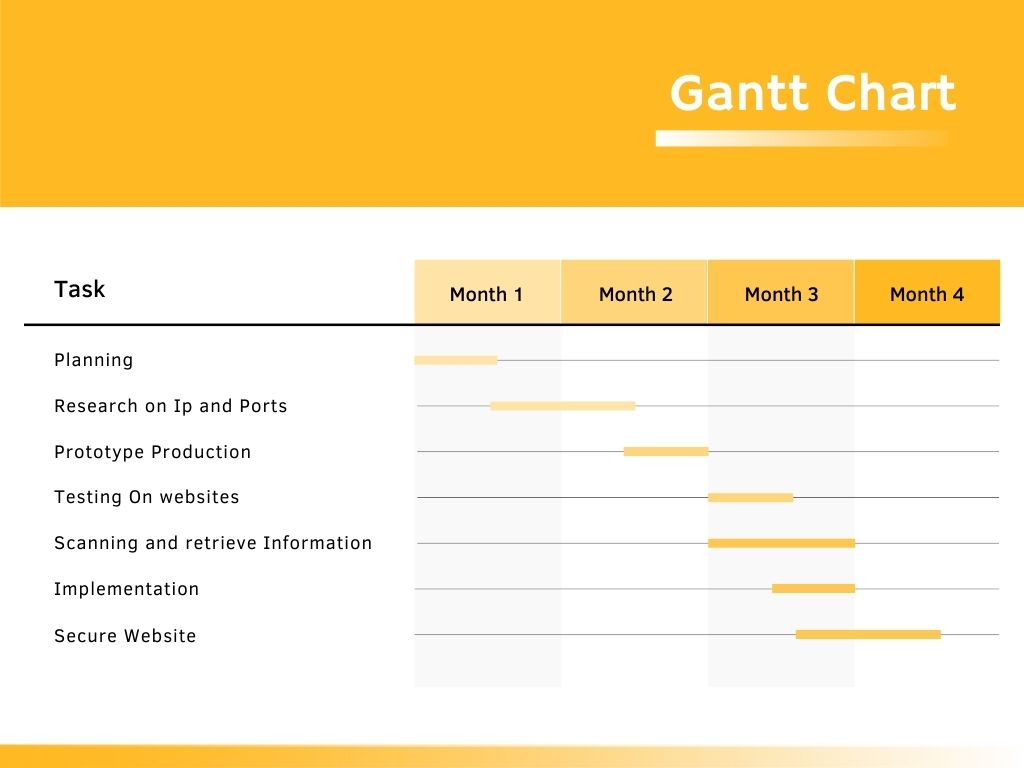 Gantt Chart
Task
Month 1
Month 2
Month 3
Month 4
Planning
Research on Ip and Ports
Prototype Production
Testing On websites
Scanning and retrieve Information
Implementation
Secure Website